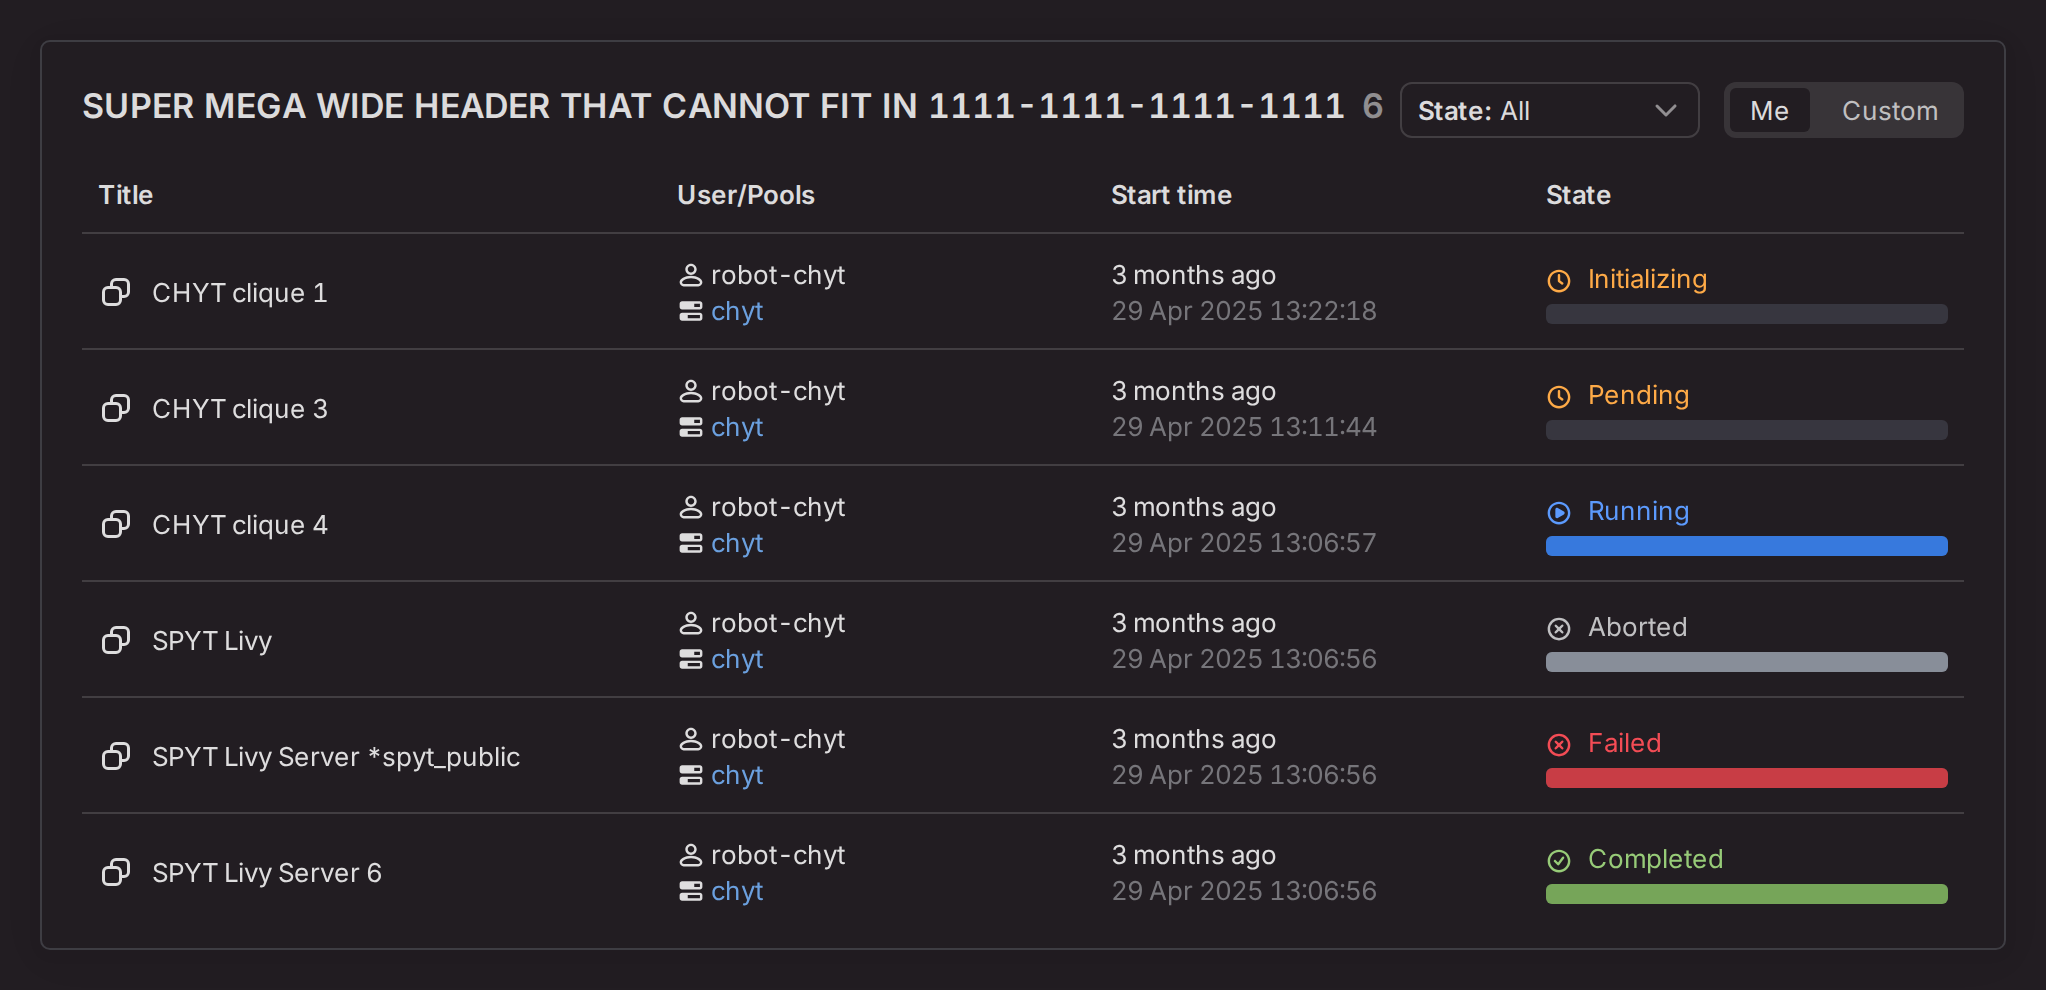 SUPER MEGA WIDE HEADER THAT CANNOT FIT IN 1111-1111-1111-1111 6 State: All Me Custom
Title User/Pools Start time State
CHYT clique 1 robot-chyt 3 months ago Initializing
chyt 29 Apr 2025 13:22:18
CHYT clique 3 robot-chyt 3 months ago Pending
chyt 29 Apr 2025 13:11:44
CHYT clique 4 robot-chyt 3 months ago Running
chyt 29 Apr 2025 13:06:57
SPYT Livy robot-chyt 3 months ago Aborted
chyt 29 Apr 2025 13:06:56
SPYT Livy Server *spyt_public robot-chyt 3 months ago Failed
chyt 29 Apr 2025 13:06:56
SPYT Livy Server 6 robot-chyt 3 months ago Completed
chyt 29 Apr 2025 13:06:56